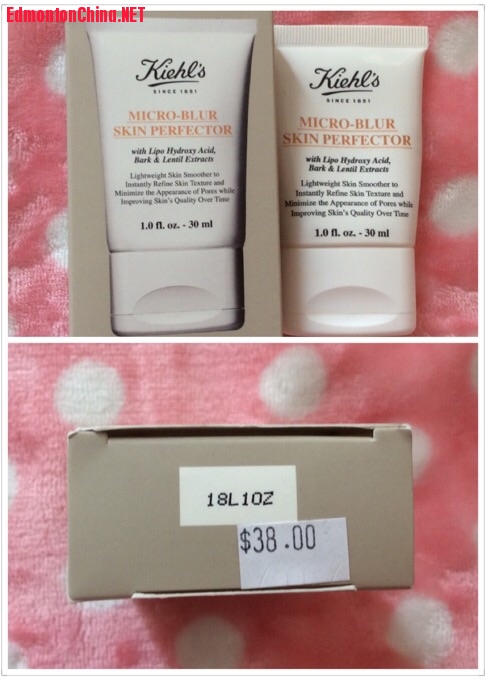 EdmontonChina.NET
Kiehl's
SINCE 1851
MICRO-BLUR
SKIN PERFECTOR
with Lipo Hydroxy Acid,
Bark & Lentil Extracts
Lightweight Skin Smoother to
Instantly Refine Skin Texture and
Minimize the Appearance of Pores while
Improving Skin's Quality Over Time
1.0 fl. oz. - 30 ml
Kiehl's
SINCE 1851
MICRO-BLUR
SKIN PERFECTOR
with Lipo Hydroxy Acid,
Bark & Lentil Extracts
Lightweight Skin Smoother to
Instantly Refine Skin Texture and
Minimize the Appearance of Pores while
Improving Skin's Quality Over Time
1.0 fl. oz. - 30 ml
18L10Z
$38.00